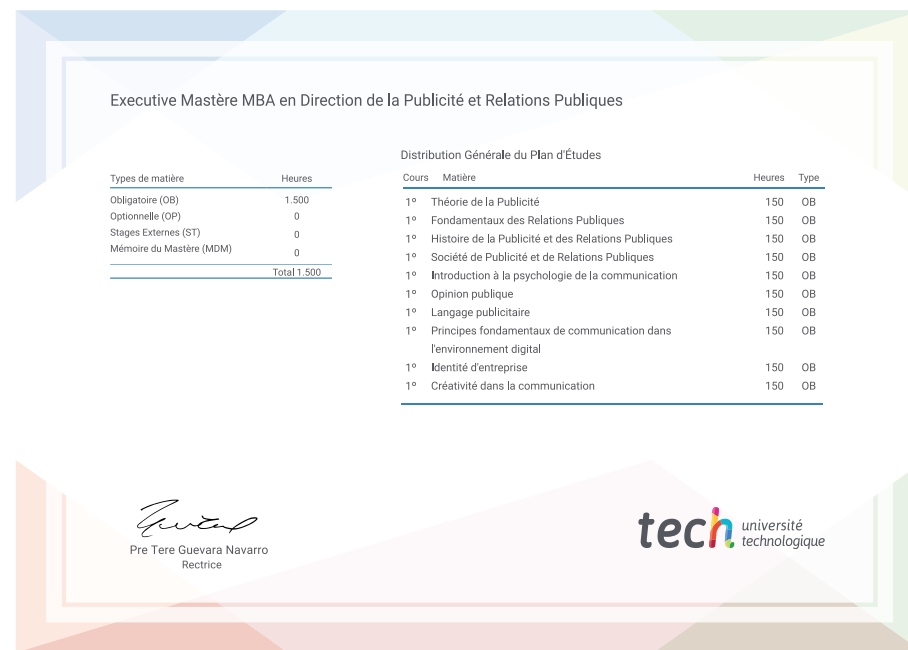 Executive Mastère MBA en Direction de la Publicité et Relations Publiques
Types de matière Heures
Obligatoire (OB) 1.500
Optionnelle (OP) 0
Stages Externes (ST) 0
Mémoire du Mastère (MDM) 0
Total 1.500
Distribution Générale du Plan d'Études
Cours Matière Heures Type
1º Théorie de la Publicité 150 OB
1º Fondamentaux des Relations Publiques 150 OB
1º Histoire de la Publicité et des Relations Publiques 150 OB
1º Société de Publicité et de Relations Publiques 150 OB
1º Introduction à la psychologie de la communication 150 OB
1º Opinion publique 150 OB
1º Langage publicitaire 150 OB
1º Principes fondamentaux de communication dans 150 OB
l'environnement digital
1º Identité d'entreprise 150 OB
1º Créativité dans la communication 150 OB
Pre Tere Guevara Navarro
Rectrice
tech université
technologique